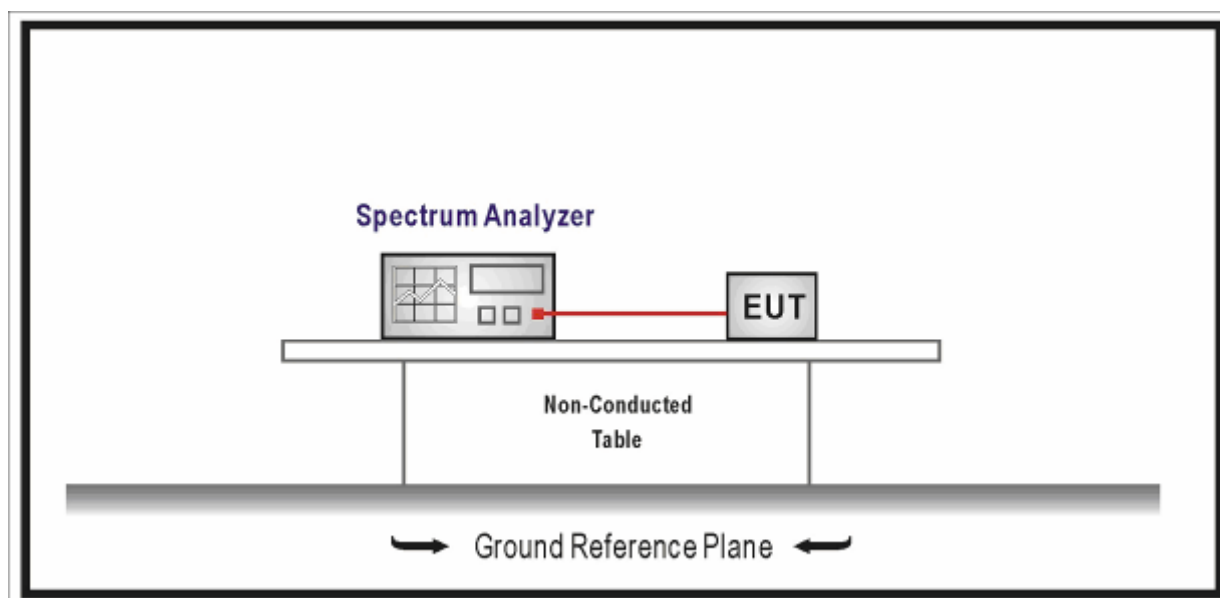 Spectrum Analyzer
EUT
Non-Conducted
Table
Ground Reference Plane